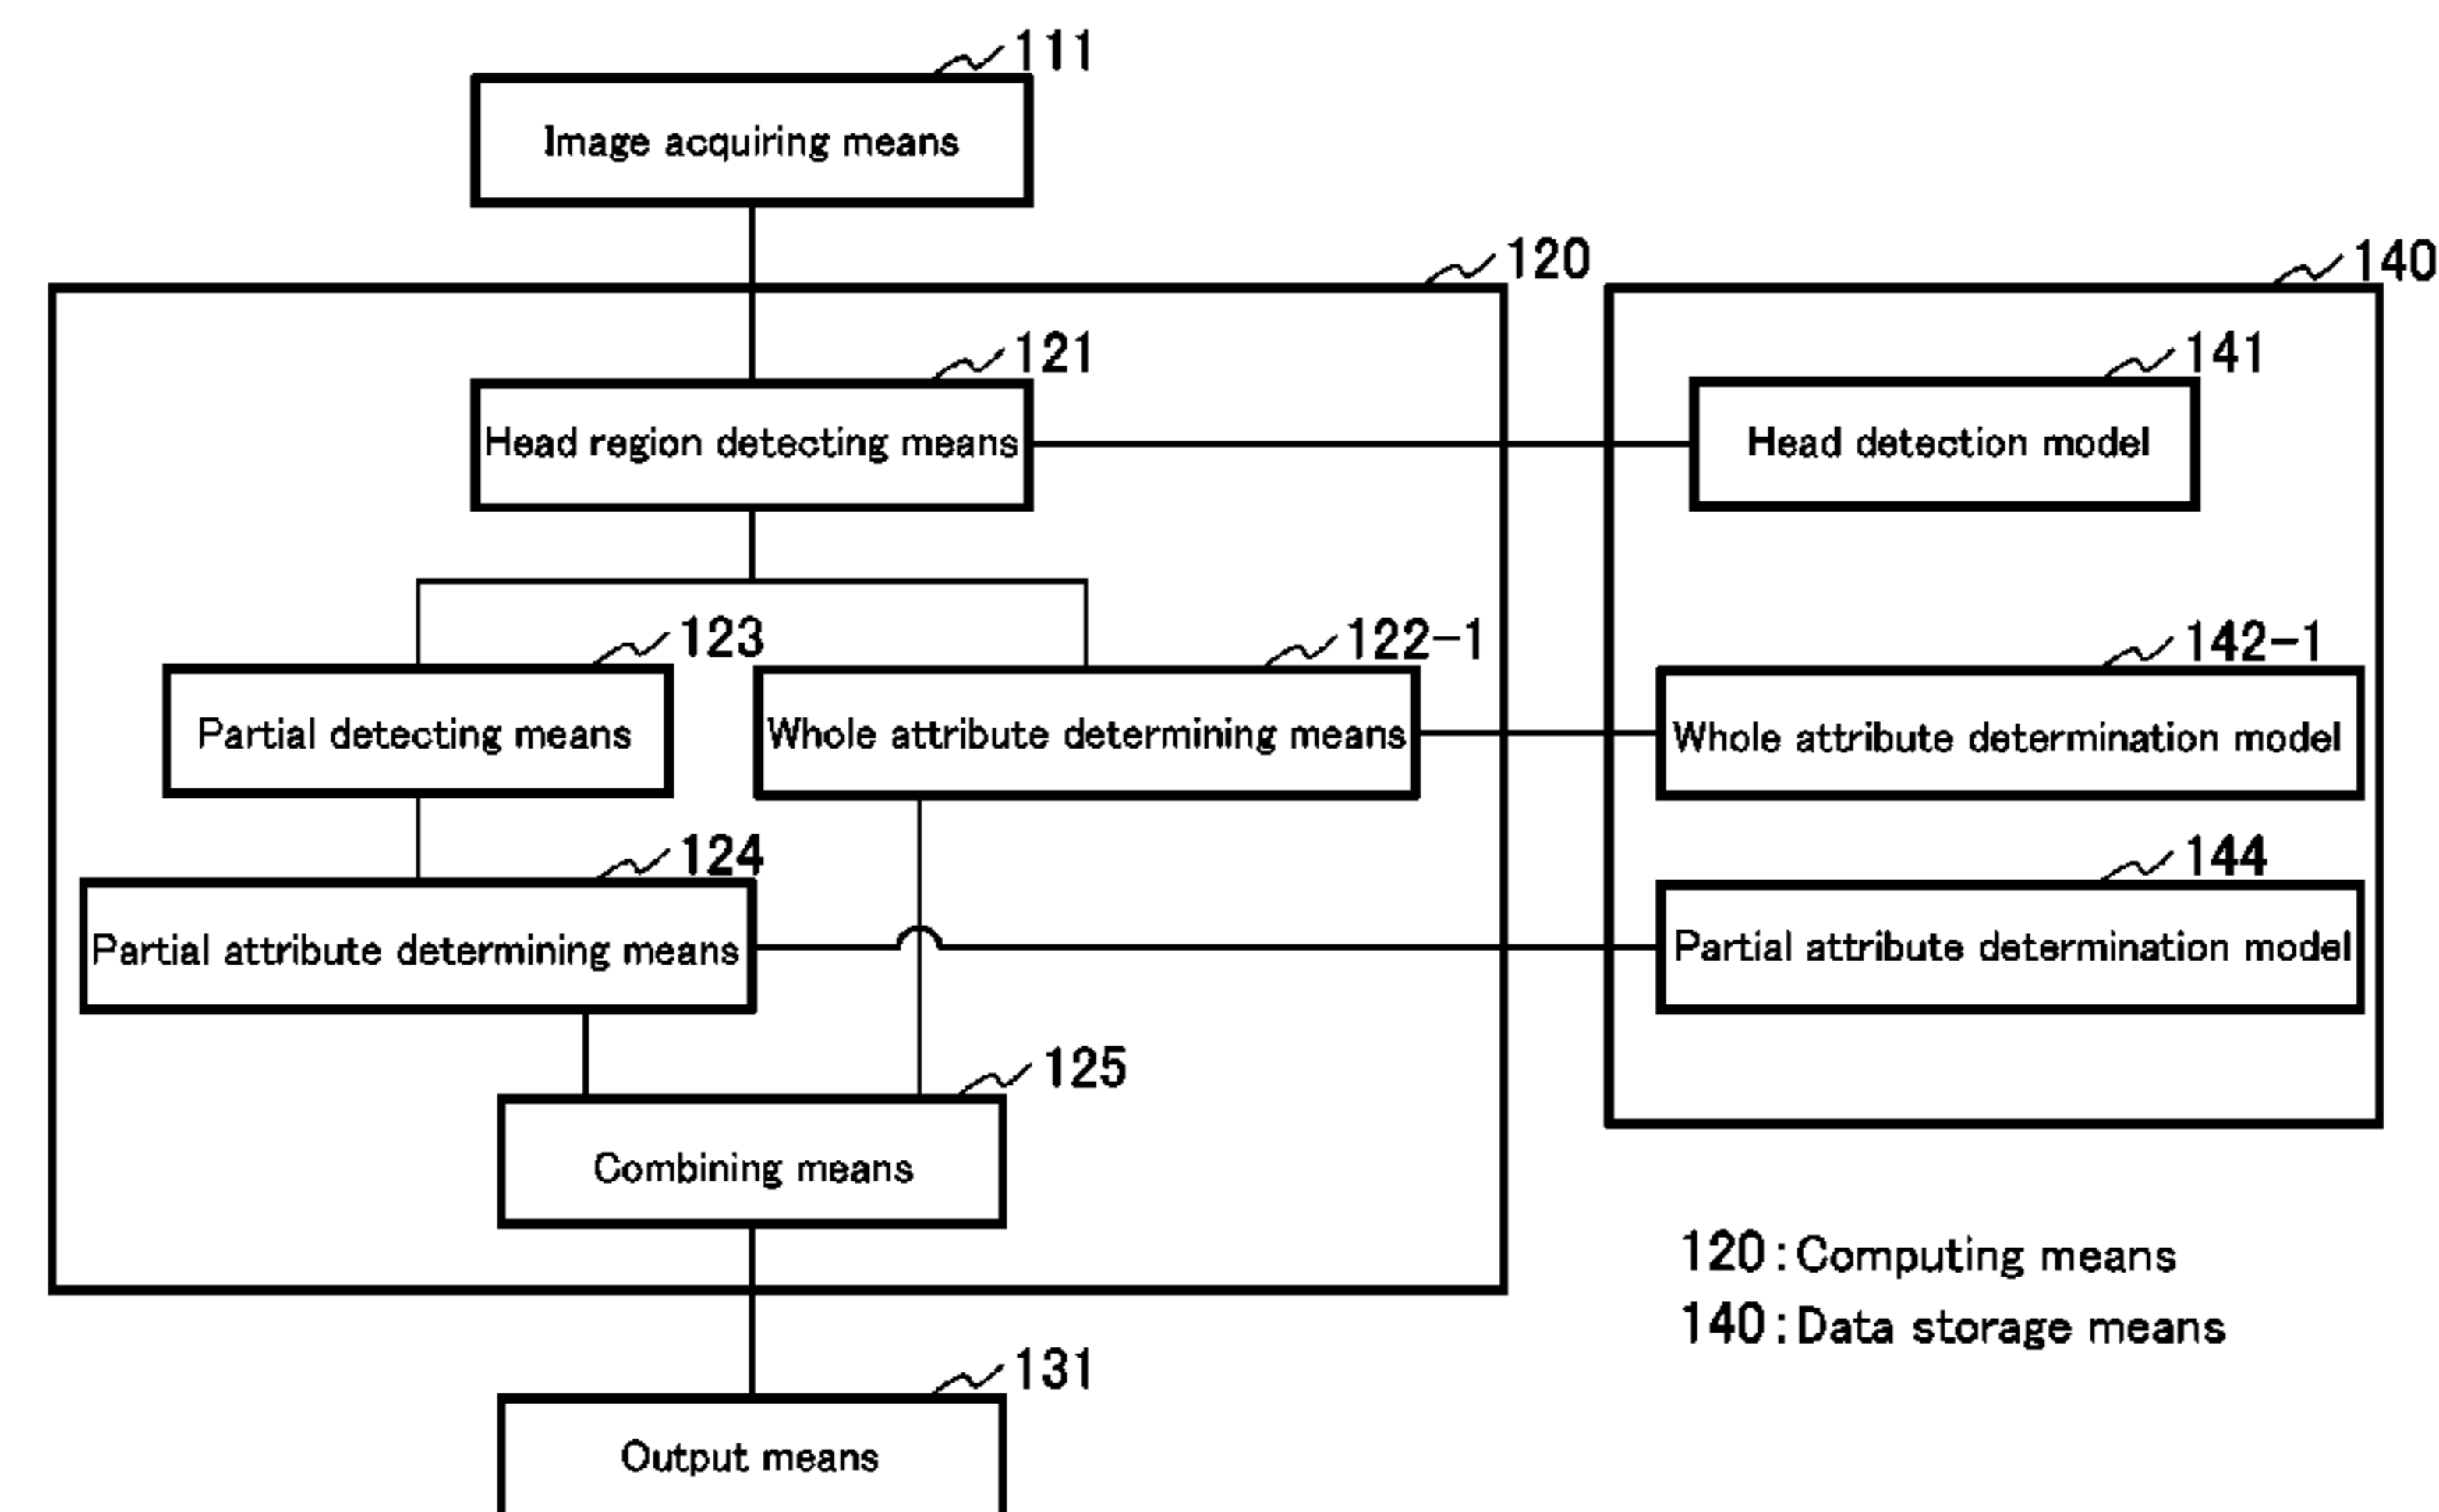 111
Image acquiring means
120
140
121
141
Head region detecting means
Head detection model
123
122-1
142-1
Partial detecting means
Whole attribute determining means
Whole attribute determination model
124
144
Partial attribute determining means
Partial attribute determination model
125
Combining means
120:Computing means
140:Data storage means
131
Output means